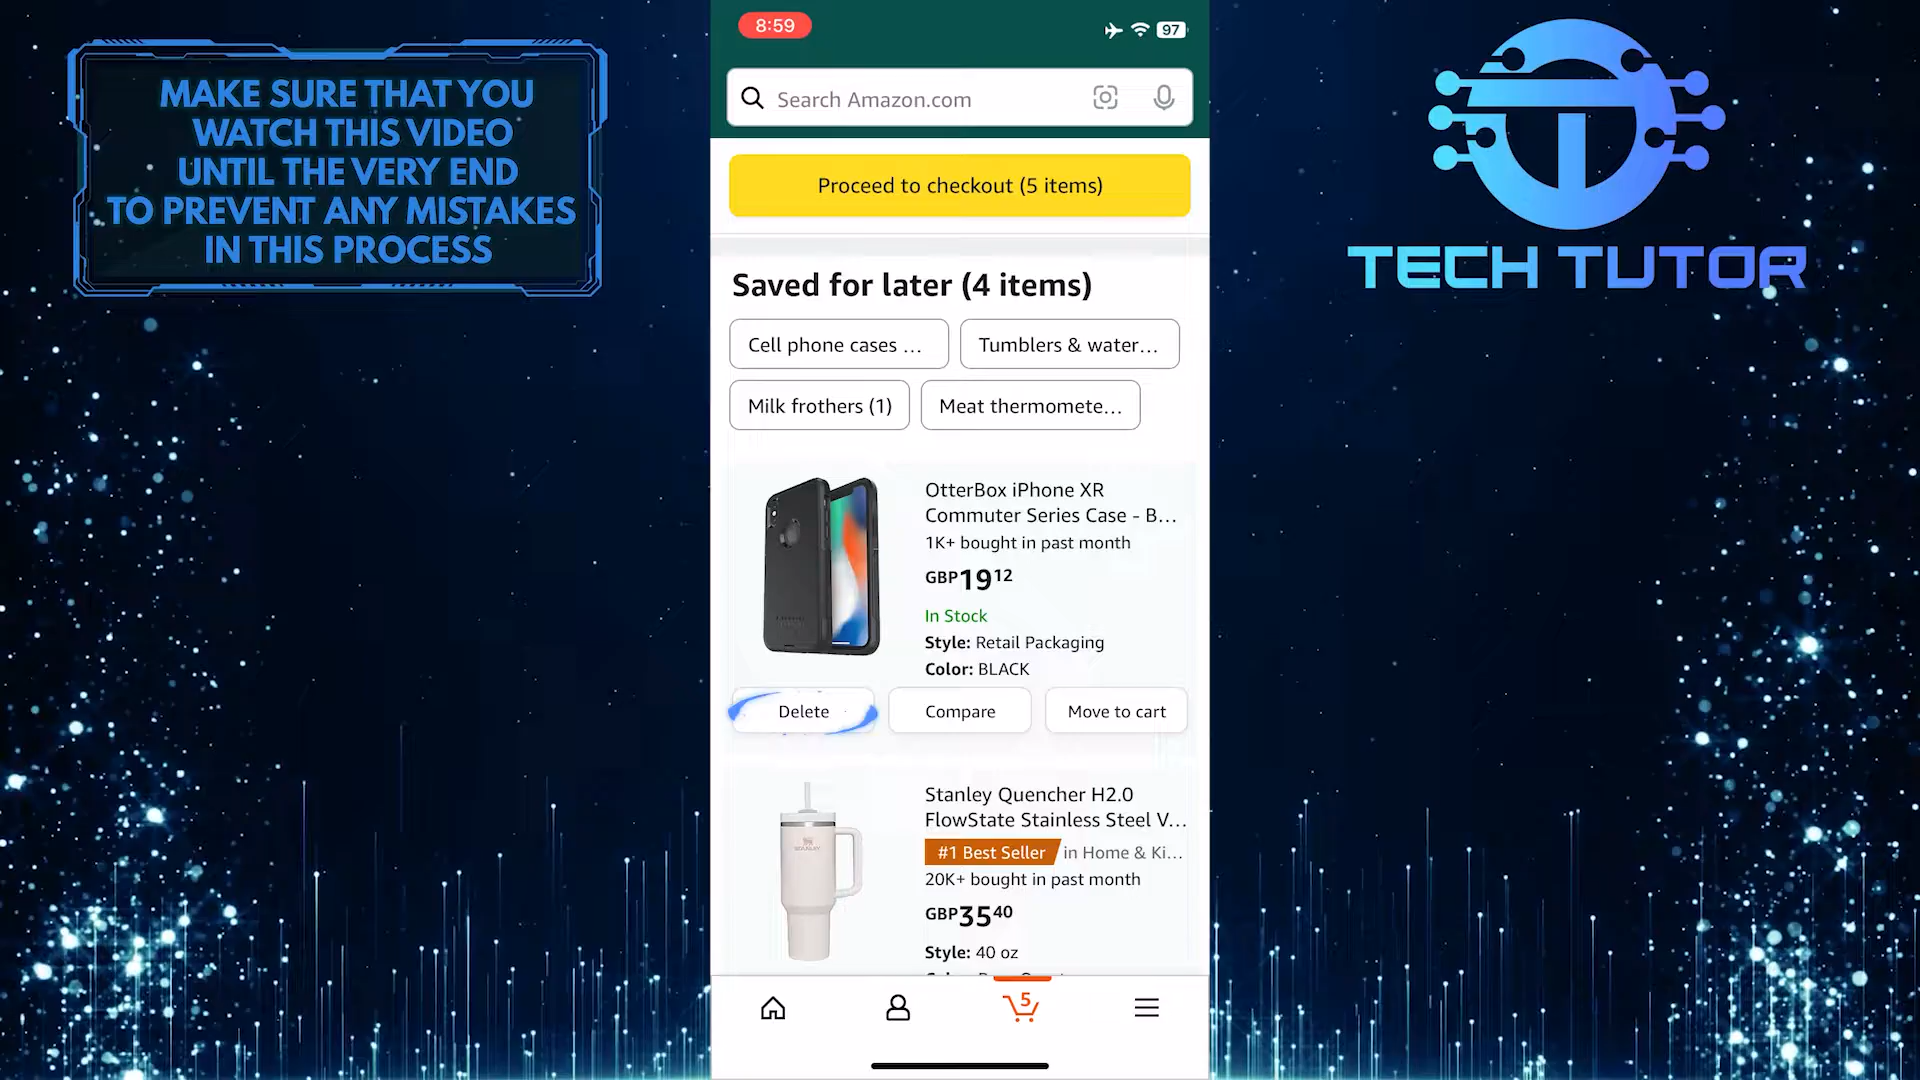 MAKE SURE THAT YOU
WATCH THIS VIDEO
UNTIL THE VERY END
TO PREVENT ANY MISTAKES
IN THIS PROCESS
8:59
97
Search Amazon.com
Proceed to checkout (5 items)
Saved for later (4 items)
Cell phone cases ...
Tumblers & water...
Milk frothers (1)
Meat thermomete...
OtterBox iPhone XR
Commuter Series Case - B...
1K+ bought in past month
GBP1912
In Stock
Style: Retail Packaging
Color: BLACK
Delete
Compare
Move to cart
Stanley Quencher H2.0
FlowState Stainless Steel V...
#1 Best Seller in Home & Ki...
20K+ bought in past month
GBP3540
Style: 40 oz
5
TECH TUTOR